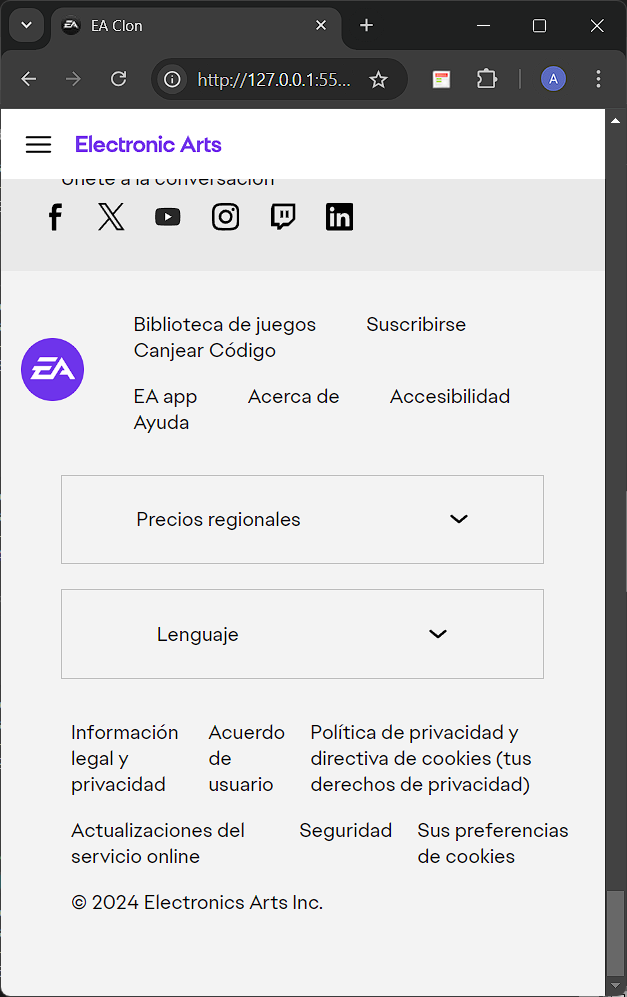 EA EA Clon
http://127.0.0.1:55...
A
Electronic Arts
Únete a la conversación
Biblioteca de juegos Suscribirse
Canjear Código
EA
EA app Acerca de Accesibilidad
Ayuda
Precios regionales
Lenguaje
Información Acuerdo Política de privacidad y
legal y de directiva de cookies (tus
privacidad usuario derechos de privacidad)
Actualizaciones del Seguridad Sus preferencias
servicio online de cookies
© 2024 Electronics Arts Inc.